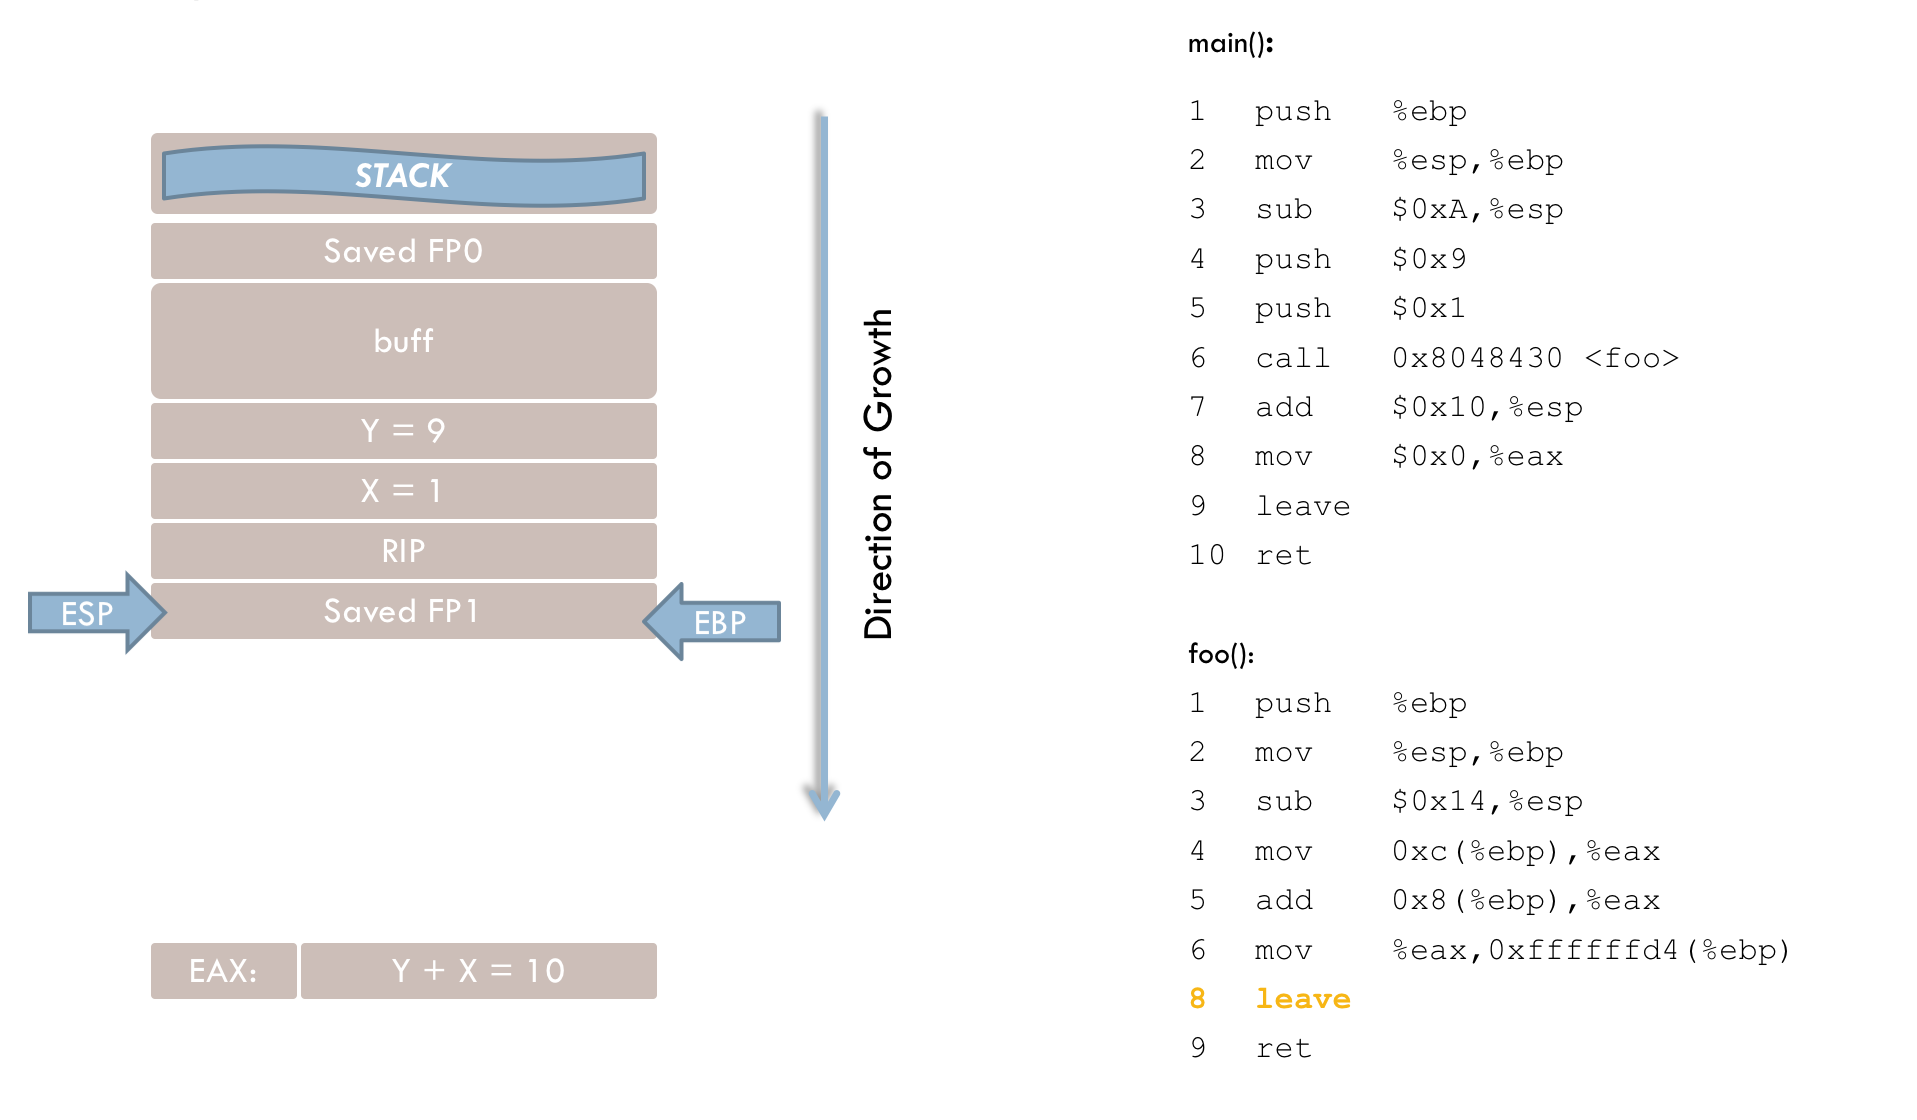 STACK
Saved FP0
buff
Y = 9
X = 1
RIP
ESP
Saved FP1
EBP
EAX:
Y + X = 10
Direction of Growth
main():
1 push %ebp
2 mov %esp,%ebp
3 sub $0xA,%esp
4 push $0x9
5 push $0x1
6 call 0x8048430 <foo>
7 add $0x10,%esp
8 mov $0x0,%eax
9 leave
10 ret
foo():
1 push %ebp
2 mov %esp,%ebp
3 sub $0x14,%esp
4 mov 0xc(%ebp),%eax
5 add 0x8(%ebp),%eax
6 mov %eax,0xffffffd4(%ebp)
8 leave
9 ret